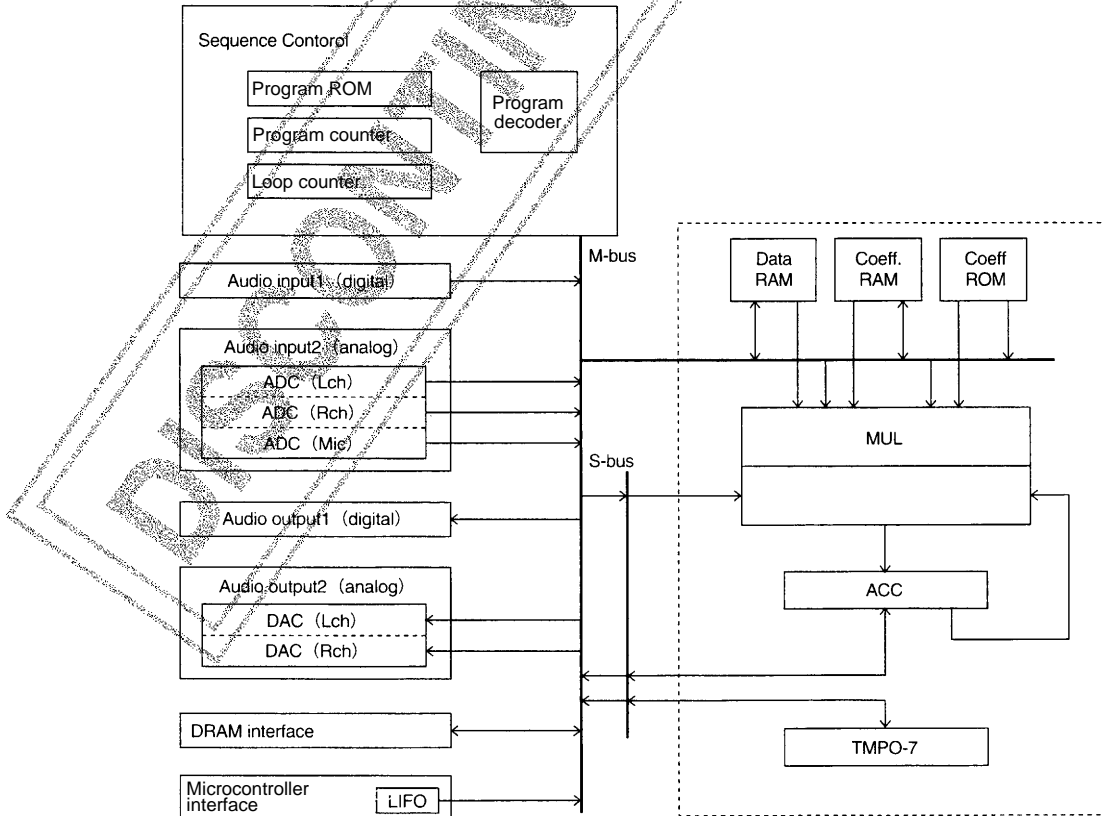 Sequence Contorol
Program ROM
Program counter
Loop counter
Program
decoder
M-bus
Audio input1 (digital)
Audio input2 (analog)
ADC (Lch)
ADC (Rch)
ADC (Mic)
S-bus
Audio output1 (digital)
Audio output2 (analog)
DAC (Lch)
DAC (Rch)
DRAM interface
Microcontroller
interface
LIFO
Data
RAM
Coeff.
RAM
Coeff
ROM
MUL
ACC
TMPO-7
DISCONTIN